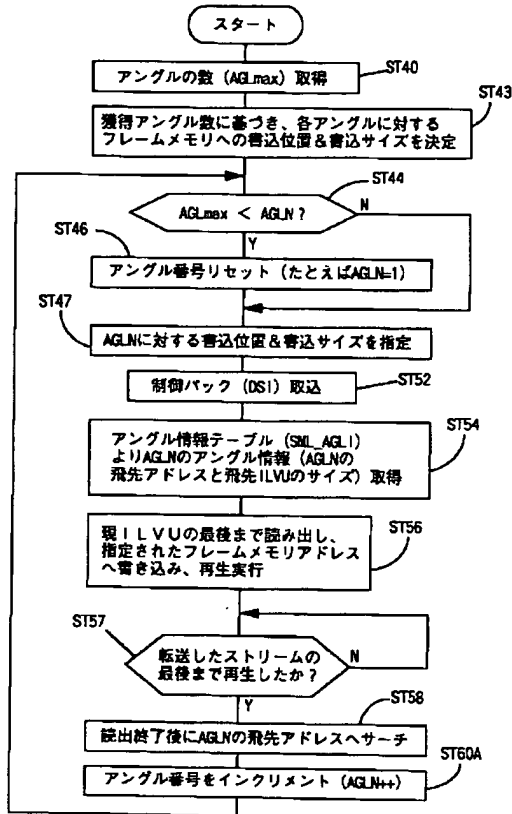 スタート
アングルの数 (AGLmax) 取得
ST40
獲得アングル数に基づき、各アングルに対する
フレームメモリへの書込位置&書込サイズを決定
ST43
AGLmax < AGLN?
ST44
N
Y
ST46
アングル番号リセット (たとえばAGLN=1)
ST47
AGLNに対する書込位置&書込サイズを指定
制御パック (DSI) 取込
ST52
アングル情報テーブル (SML_AGLI)
よりAGLNのアングル情報 (AGLNの
飛先アドレスと飛先ILVUのサイズ) 取得
ST54
現ILVUの最後まで読み出し、
指定されたフレームメモリアドレス
へ書き込み、再生実行
ST56
ST57
転送したストリームの
最後まで再生したか?
N
Y
ST58
読出終了後にAGLNの飛先アドレスへサーチ
ST60A
アングル番号をインクリメント (AGLN++)